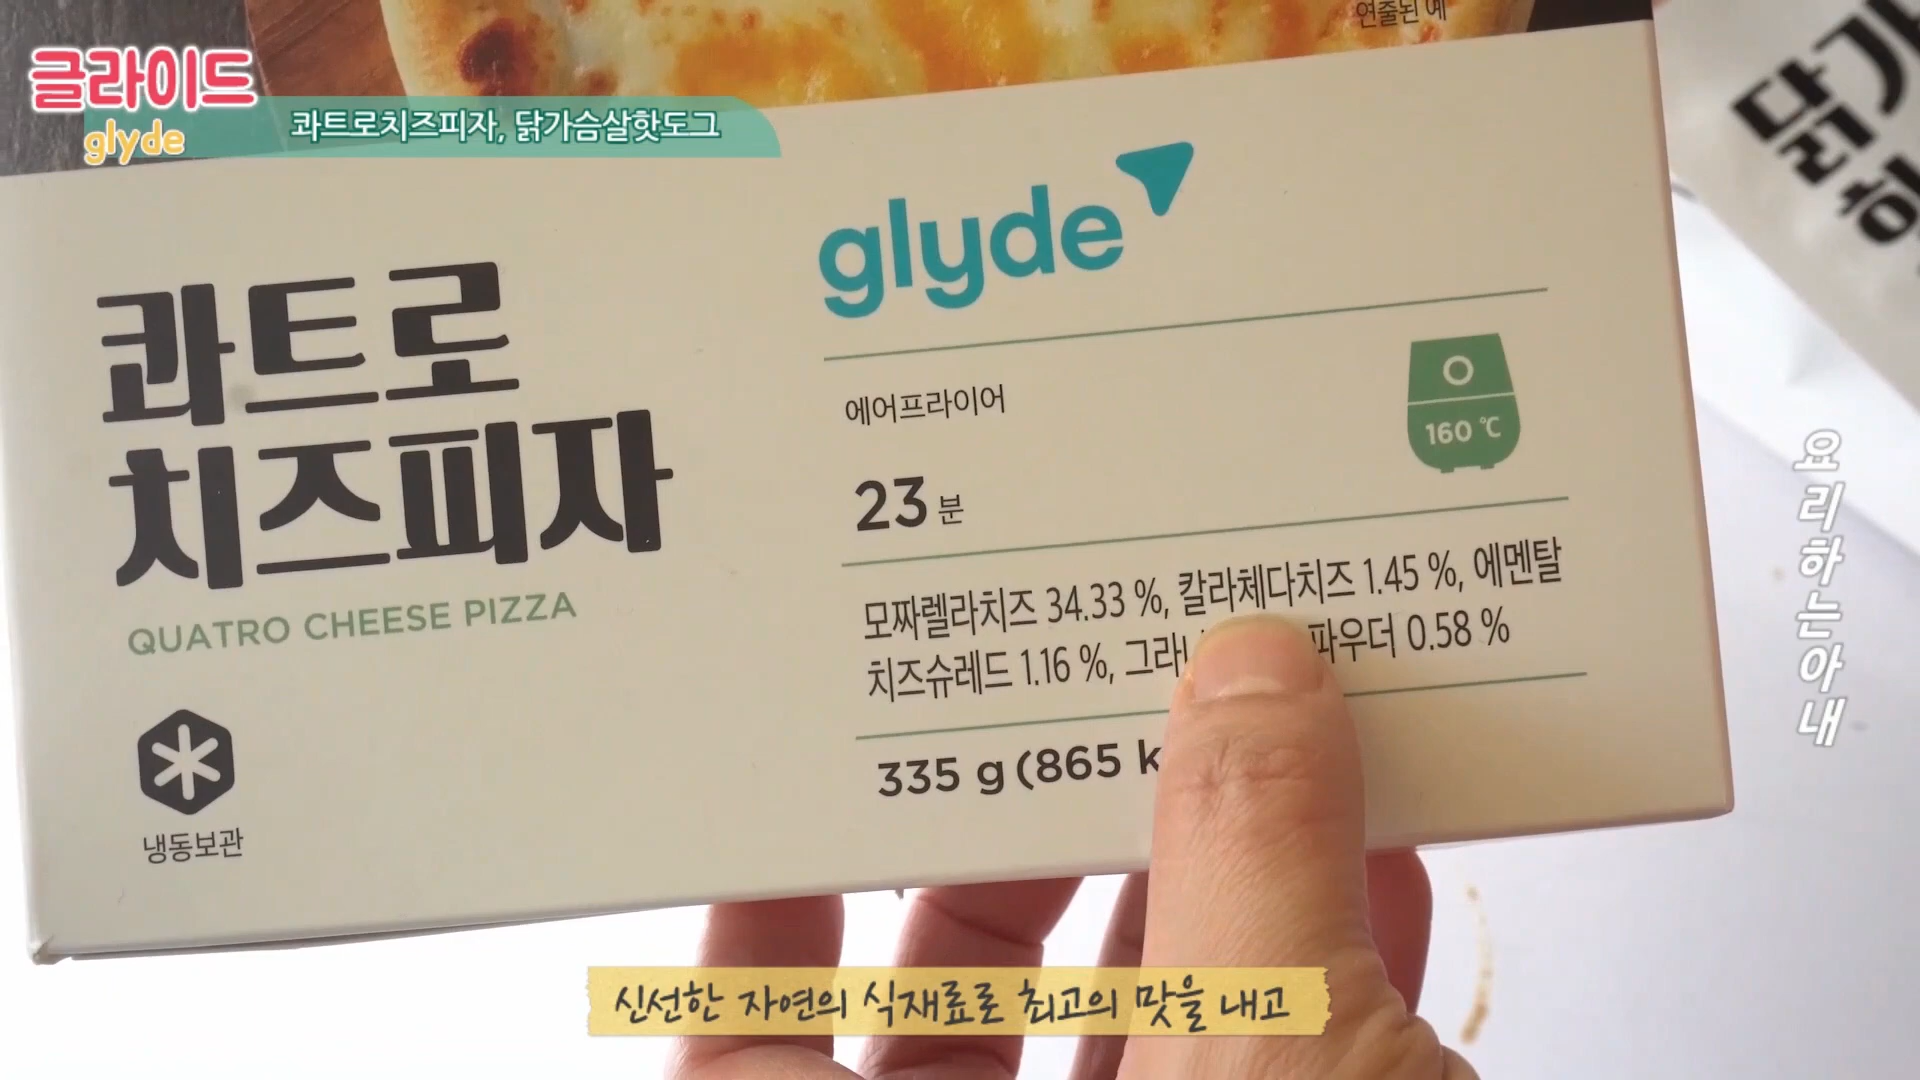 연출된 예
글라이드
glyde
콰트로치즈피자, 닭가슴살핫도그
glyde
콰트로
치즈피자
QUATRO CHEESE PIZZA
냉동보관
에어프라이어
160 ℃
23 분
모짜렐라치즈 34.33 %, 칼라체다치즈 1.45 %, 에멘탈
치즈슈레드 1.16 %, 파우더 0.58 %
335 g (865
요리하는아내
신선한 자연의 식재료로 최고의 맛을 내고